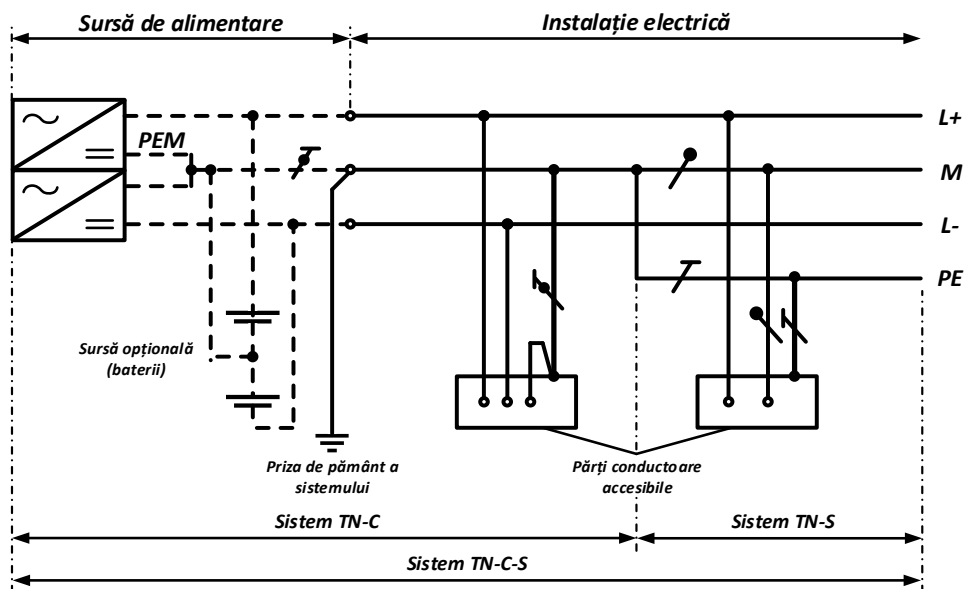 Sursă de alimentare
Instalație electrică
L+
PEM
M
L-
PE
Sursă opțională
(baterii)
Priza de pământ a
sistemului
Părți conductoare
accesibile
Sistem TN-C
Sistem TN-S
Sistem TN-C-S